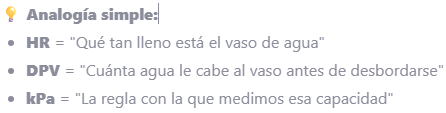 💡 Analogía simple:
• HR = "Qué tan lleno está el vaso de agua"
• DPV = "Cuánta agua le cabe al vaso antes de desbordarse"
• kPa = "La regla con la que medimos esa capacidad"